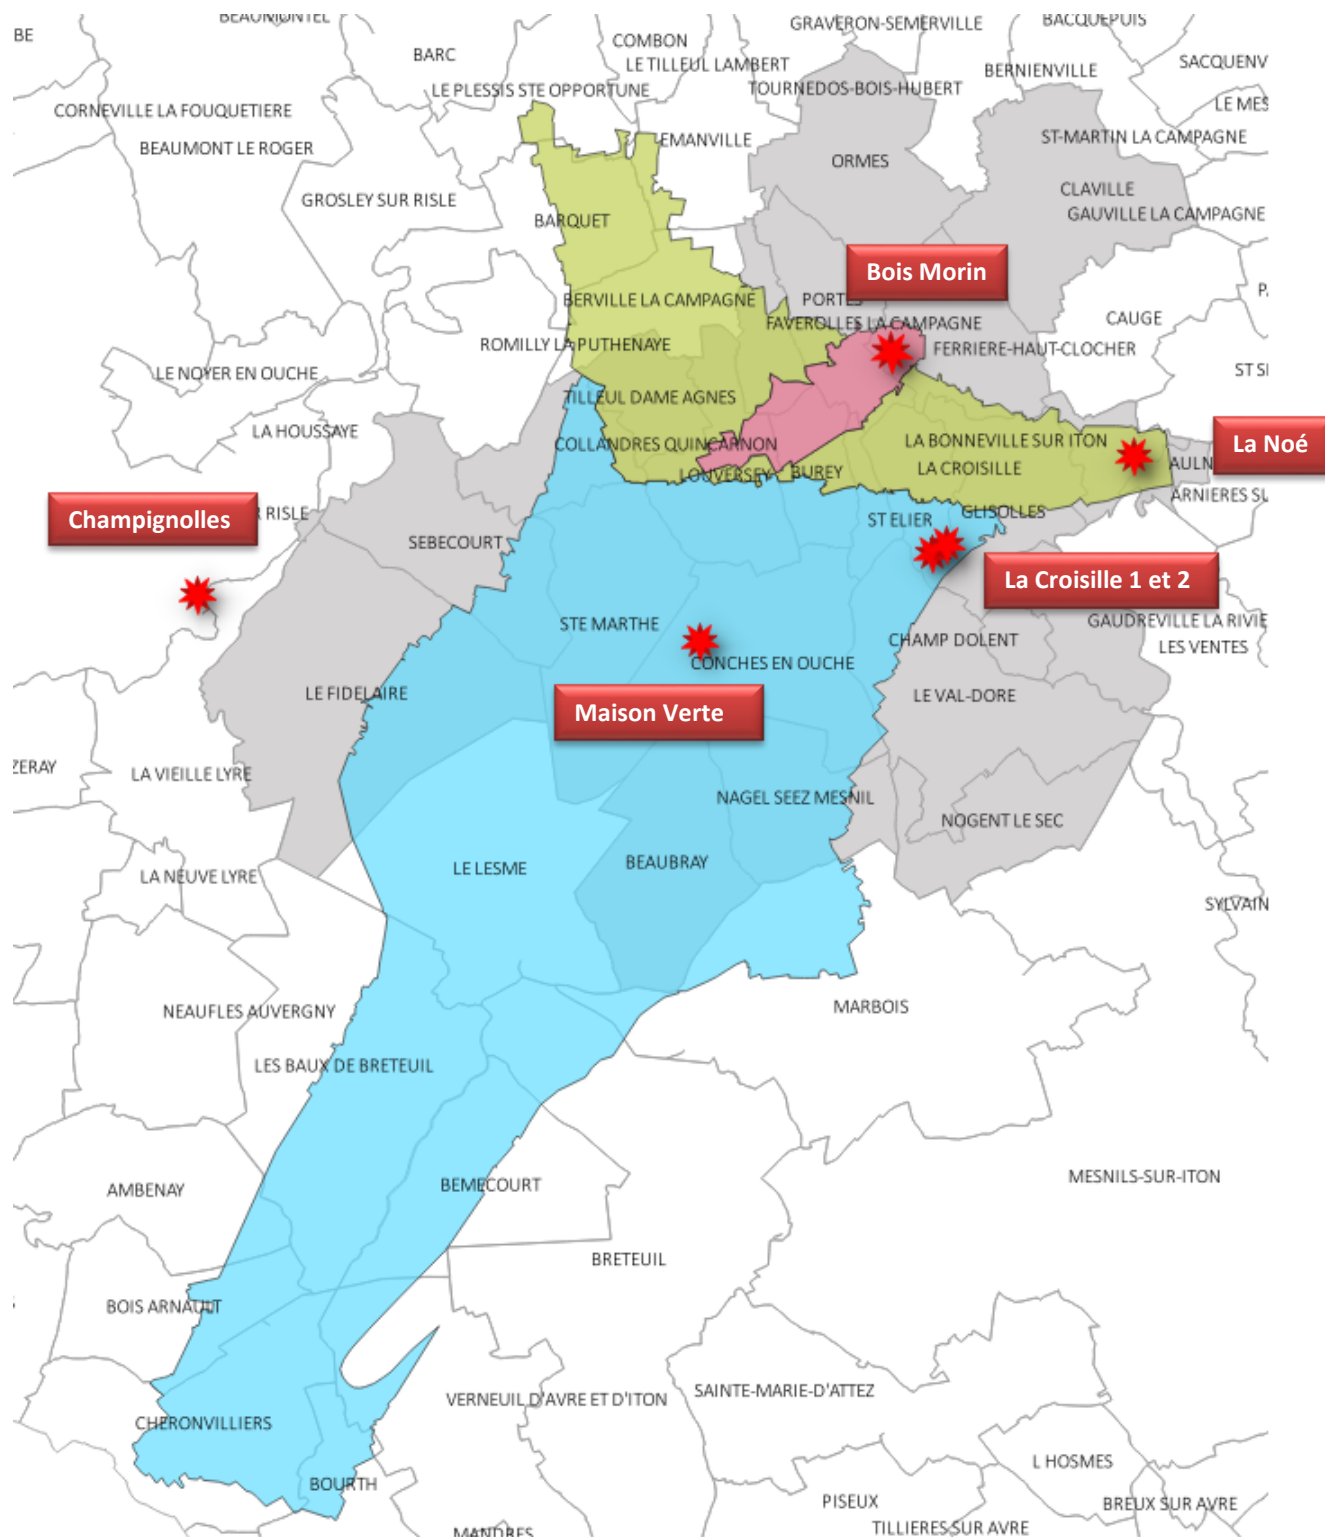 BEAUMONTEL
GRAVERON-SEMERVILLE
BACQUEPUIS
BE
COMBON
BARC
LE TILLEUL LAMBERT
SACQUENV
BERNIENVILLE
LE PLESSIS STE OPPORTUNE
TOURNEDOS-BOIS-HUBERT
LE MES
CORNEVILLE LA FOUQUETIERE
EMANVILLE
ST-MARTIN LA CAMPAGNE
BEAUMONT LE ROGER
ORMES
CLAVILLE
GROSLEY SUR RISLE
GAUVILLE LA CAMPAGNE
BARQUET
Bois Morin
BERVILLE LA CAMPAGNE
PORTES
CAUGE
FAVEROLLES LA CAMPAGNE
ROMILLY LA PUTHENAYE
FERRIERE-HAUT-CLOCHER
LE NOYER EN OUCHE
TILLEUL DAME AGNES
LA HOUSSAYE
COLLANDRES QUINCARNON
LA BONNEVILLE SUR ITON
La Noé
LOUVERSEY
BUREY
LA CROISILLE
AULN
ARNIERES SU
Champignolles
R RISLE
ST ELIER
GLISOLLES
SEBECOURT
La Croisille 1 et 2
STE MARTHE
GAUDREVILLE LA RIVIE
CHAMP DOLENT
LES VENTES
CONCHES EN OUCHE
LE FIDELAIRE
LE VAL-DORE
Maison Verte
ZERAY
LA VIEILLE LYRE
NAGEL SEEZ MESNIL
NOGENT LE SEC
BEAUBRAY
LE LESME
LA NEUVE LYRE
SYLVAIN
NEAUFLES AUVERGNY
MARBOIS
LES BAUX DE BRETEUIL
MESNILS-SUR-ITON
AMBENAY
BEMECOURT
BRETEUIL
BOIS ARNAULT
SAINTE-MARIE-D'ATTEZ
VERNEUIL D'AVRE ET D'ITON
CHERONVILLIERS
L HOSMES
BOURTH
PISEUX
BREUX SUR AVRE
TILLIERES SUR AVRE
MANDRES